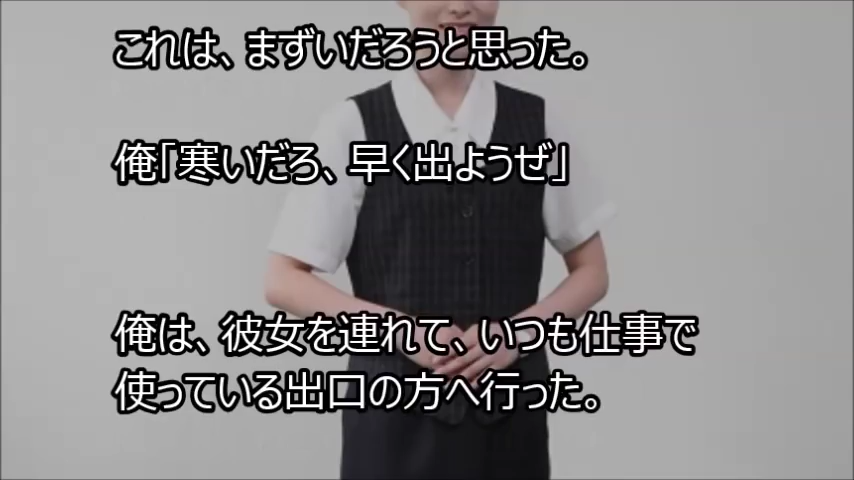 これは、まずいだろうと思った。
俺「寒いだろ、早く出ようぜ」
俺は、彼女を連れて、いつも仕事で
使っている出口の方へ行った。